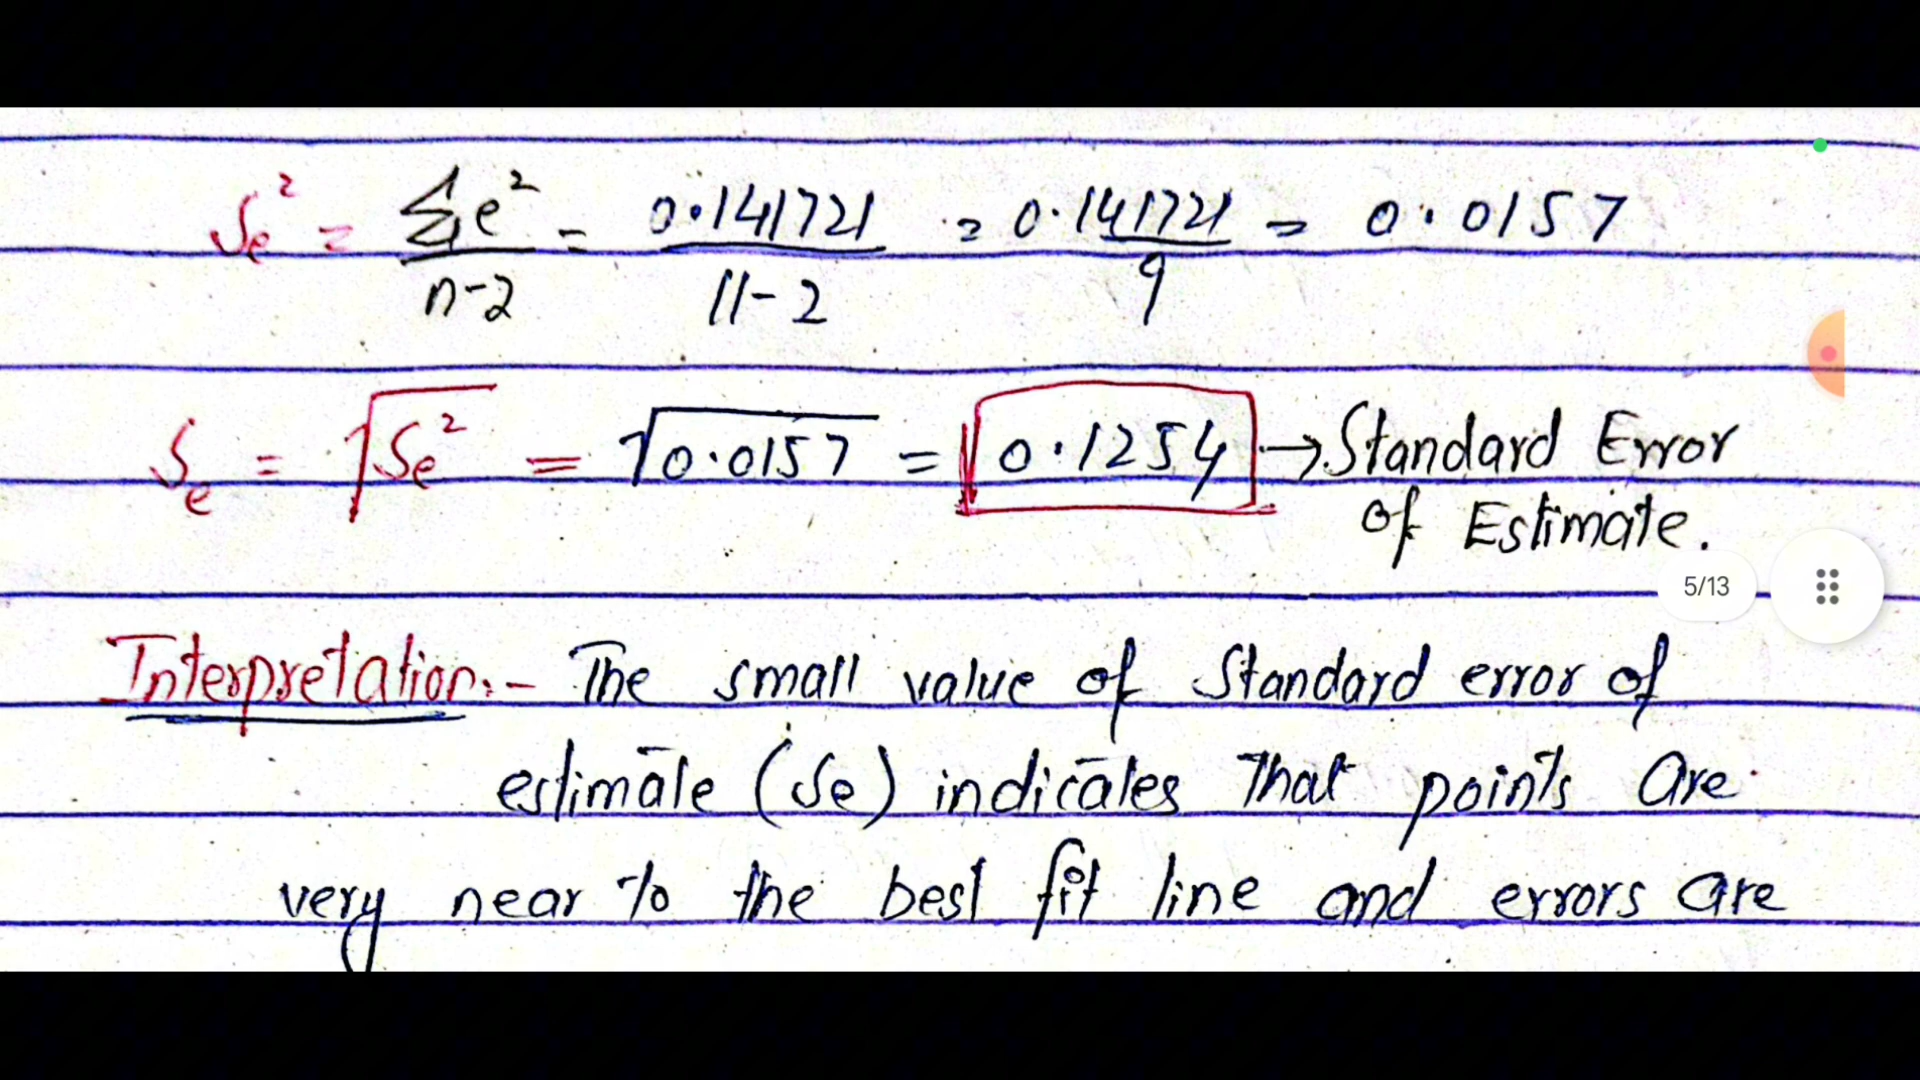 Se² = Σe² / n-2 = 0.141721 / 11-2 = 0.141721 / 9 = 0.0157
Se = √Se² = √0.0157 = 0.1254 → Standard Error
of Estimate.
5/13
Interpretation:- The small value of Standard error of
estimate (Se) indicates That points are
very near to the best fit line and errors are